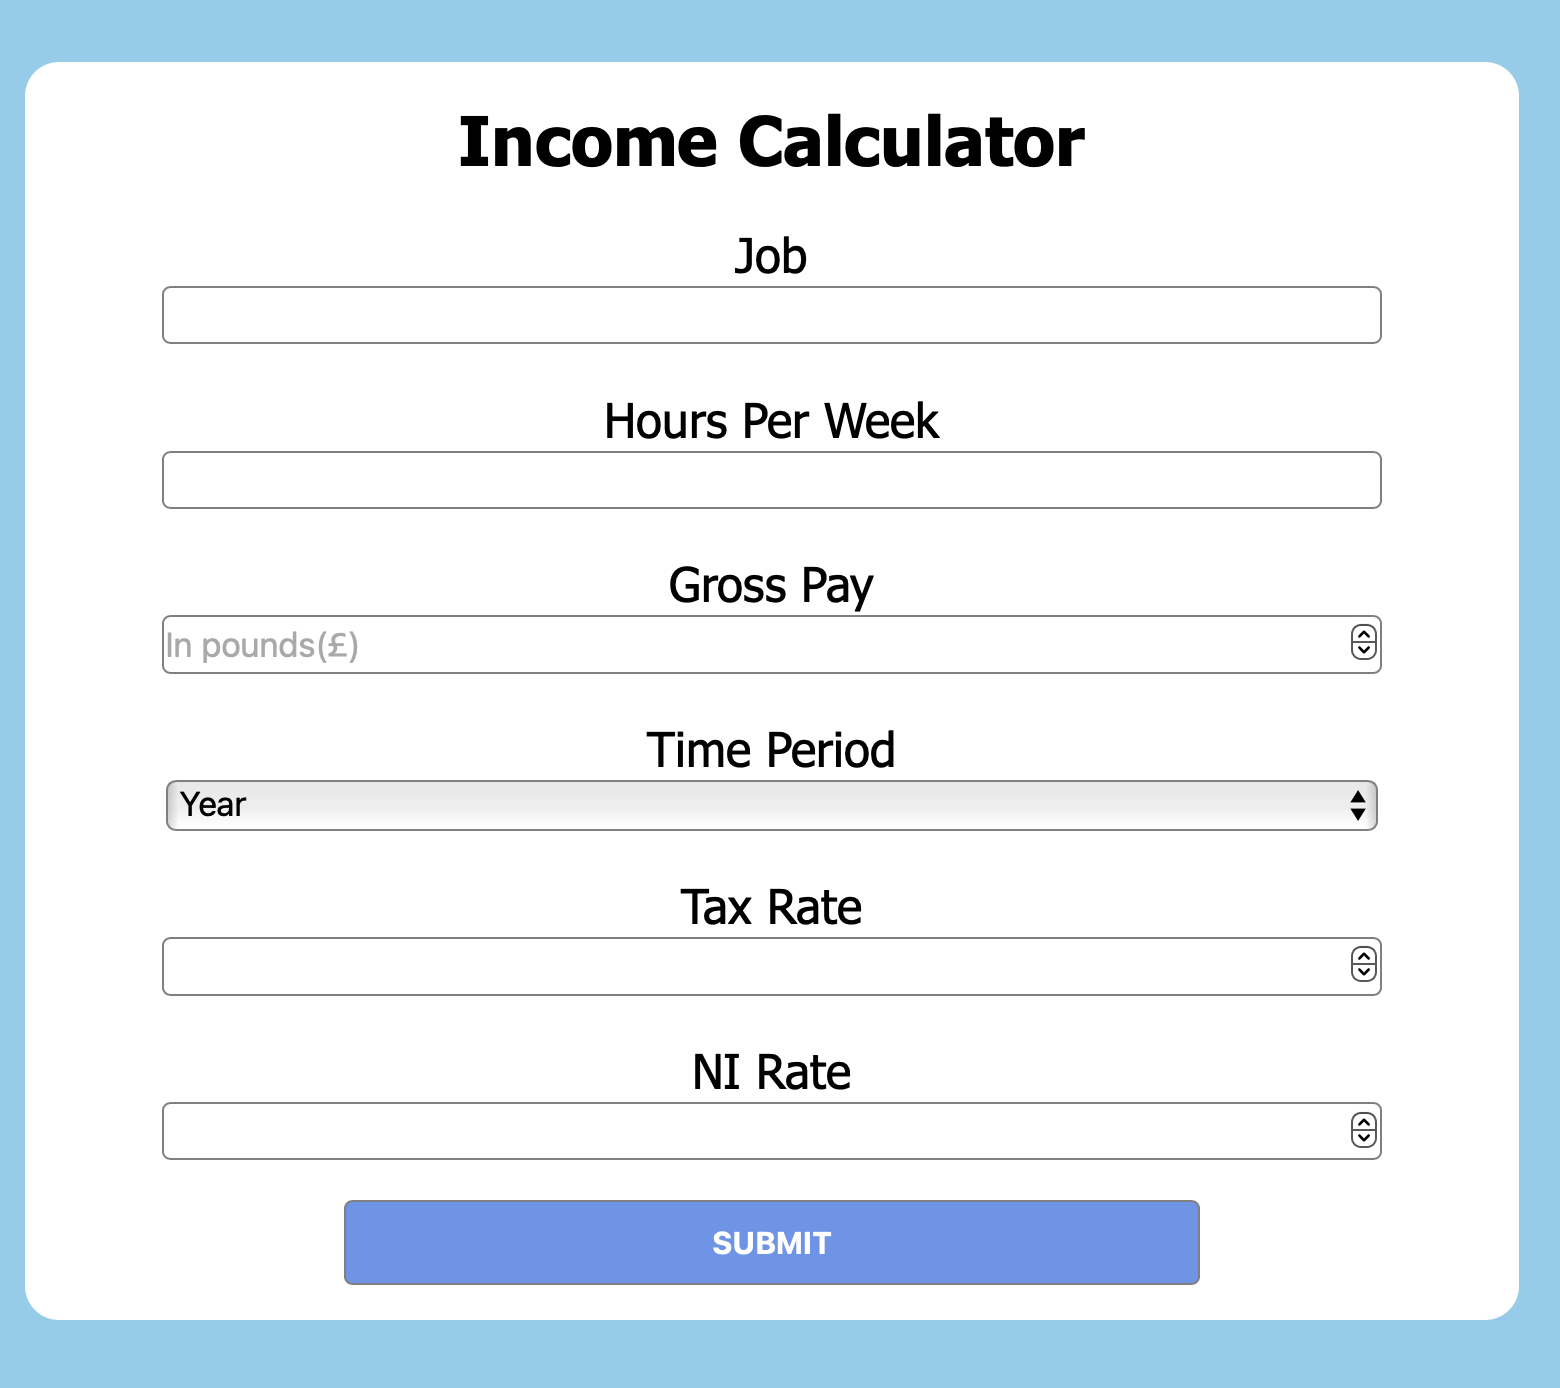 Income Calculator
Job
Hours Per Week
Gross Pay
In pounds(£)
Time Period
Year
Tax Rate
NI Rate
SUBMIT